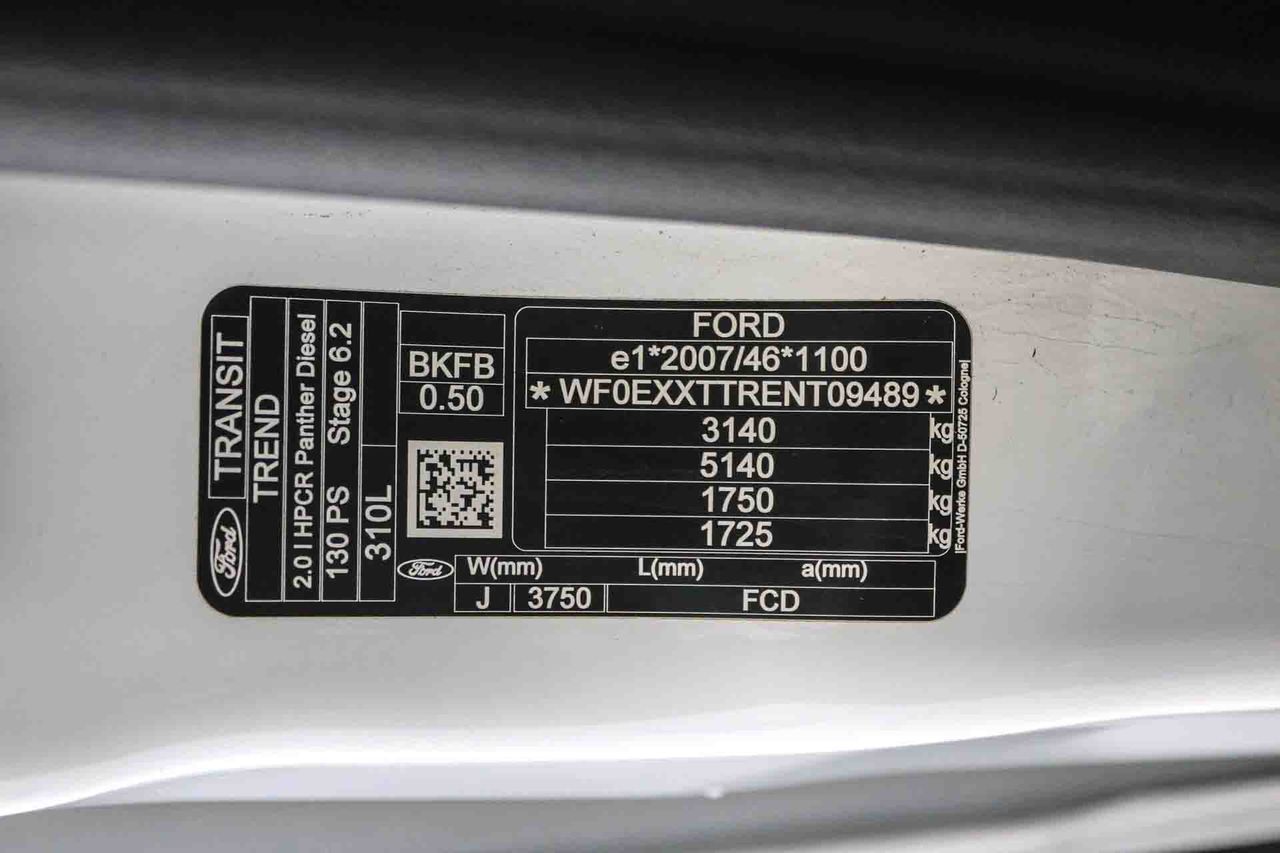 Ford TRANSIT
TREND
2.0 l HPCR Panther Diesel
130 PS Stage 6.2
310L
BKFB
0.50
Ford
FORD
e1*2007/46*1100
* WF0EXXTTRENT09489 *
3140 kg
5140 kg
1750 kg
1725 kg
W(mm) L(mm) a(mm)
J 3750 FCD
Ford-Werke GmbH D-50725 Cologne